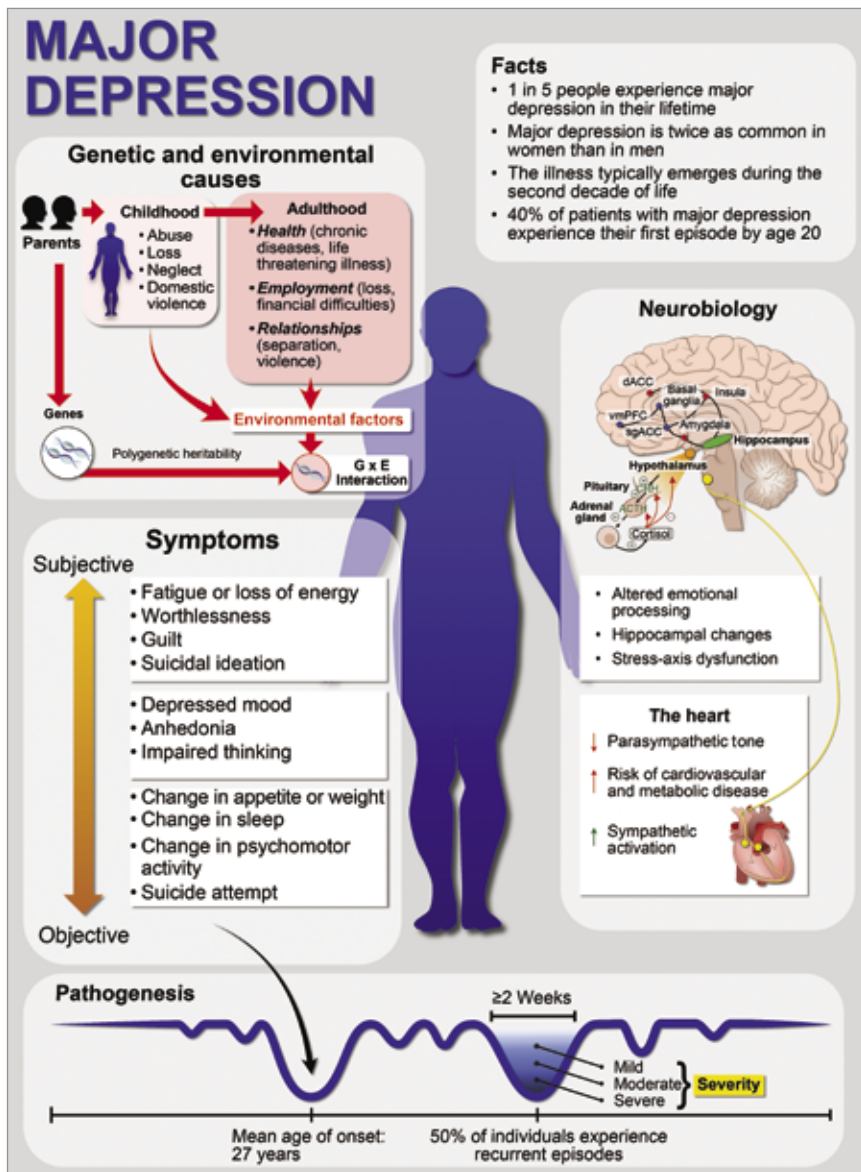 MAJOR
DEPRESSION
Facts
• 1 in 5 people experience major
depression in their lifetime
• Major depression is twice as common in
women than in men
• The illness typically emerges during the
second decade of life
• 40% of patients with major depression
experience their first episode by age 20
Genetic and environmental
causes
Parents
Childhood
• Abuse
• Loss
• Neglect
• Domestic
violence
Adulthood
• Health (chronic
diseases, life
threatening illness)
• Employment (loss,
financial difficulties)
• Relationships
(separation,
violence)
Genes
Environmental factors
Polygenetic heritability
G x E
Interaction
Neurobiology
dACC
Basal
ganglia
Insula
vmPFC
sgACC
Amygdala
Hippocampus
Hypothalamus
Pituitary
CRH
Adrenal
gland
ACTH
Cortisol
• Altered emotional
processing
• Hippocampal changes
• Stress-axis dysfunction
The heart
↓ Parasympathetic tone
↑ Risk of cardiovascular
and metabolic disease
↑ Sympathetic
activation
Symptoms
Subjective
• Fatigue or loss of energy
• Worthlessness
• Guilt
• Suicidal ideation
• Depressed mood
• Anhedonia
• Impaired thinking
• Change in appetite or weight
• Change in sleep
• Change in psychomotor
activity
• Suicide attempt
Objective
Pathogenesis
≥2 Weeks
Mild
Moderate
Severe
Severity
Mean age of onset:
27 years
50% of individuals experience
recurrent episodes